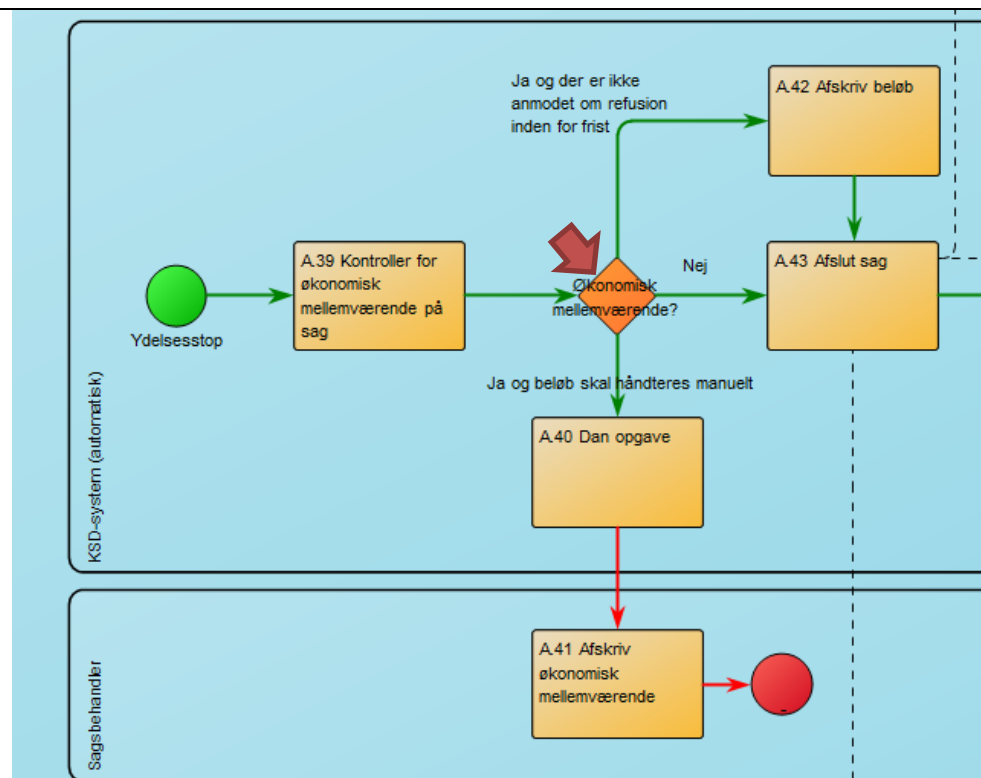 Ja og der er ikke
anmodet om refusion
inden for frist
A.42 Afskriv beløb
A.39 Kontroller for
økonomisk
mellemværende på
sag
Økonomisk
mellemværende?
Nej
A.43 Afslut sag
Ydelsesstop
Ja og beløb skal håndteres manuelt
A.40 Dan opgave
KSD-system (automatisk)
A.41 Afskriv
økonomisk
mellemværende
Sagsbehandler